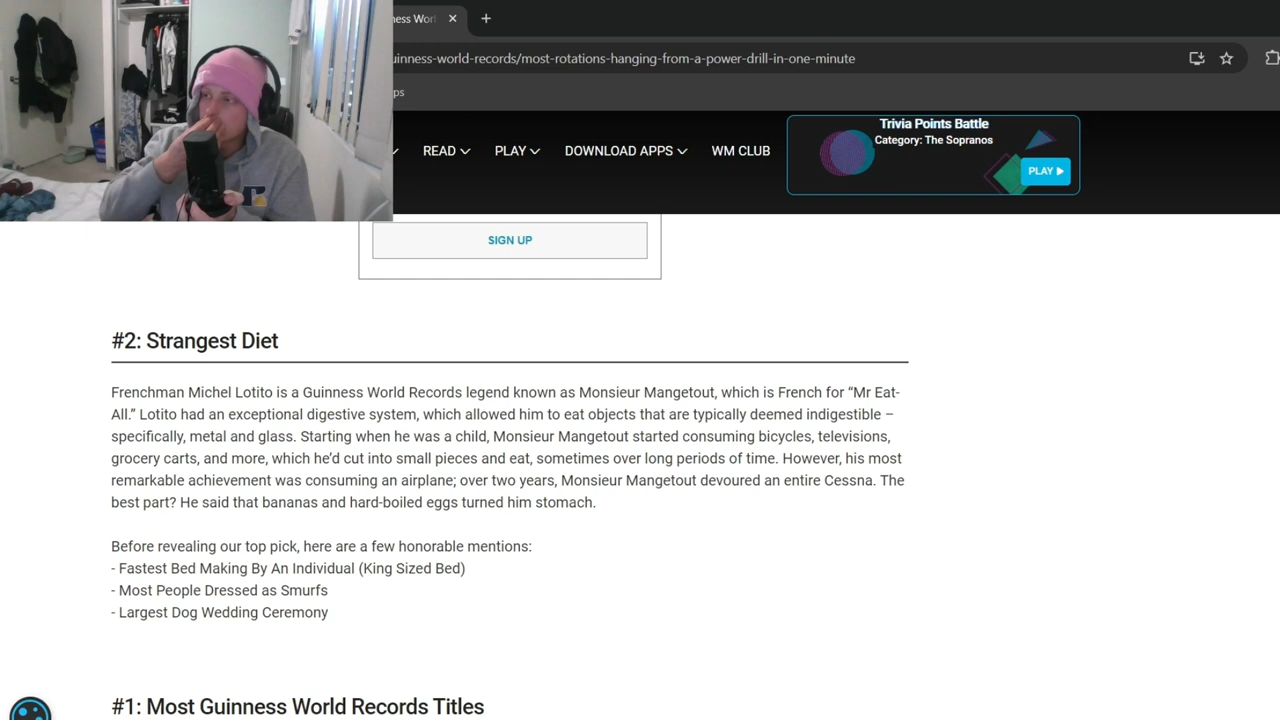 ness Worl
uinness-world-records/most-rotations-hanging-from-a-power-drill-in-one-minute
ps
READ
PLAY
DOWNLOAD APPS
WM CLUB
Trivia Points Battle
Category: The Sopranos
PLAY
SIGN UP
#2: Strangest Diet
Frenchman Michel Lotito is a Guinness World Records legend known as Monsieur Mangetout, which is French for “Mr Eat-
All.” Lotito had an exceptional digestive system, which allowed him to eat objects that are typically deemed indigestible –
specifically, metal and glass. Starting when he was a child, Monsieur Mangetout started consuming bicycles, televisions,
grocery carts, and more, which he’d cut into small pieces and eat, sometimes over long periods of time. However, his most
remarkable achievement was consuming an airplane; over two years, Monsieur Mangetout devoured an entire Cessna. The
best part? He said that bananas and hard-boiled eggs turned him stomach.
Before revealing our top pick, here are a few honorable mentions:
- Fastest Bed Making By An Individual (King Sized Bed)
- Most People Dressed as Smurfs
- Largest Dog Wedding Ceremony
#1: Most Guinness World Records Titles